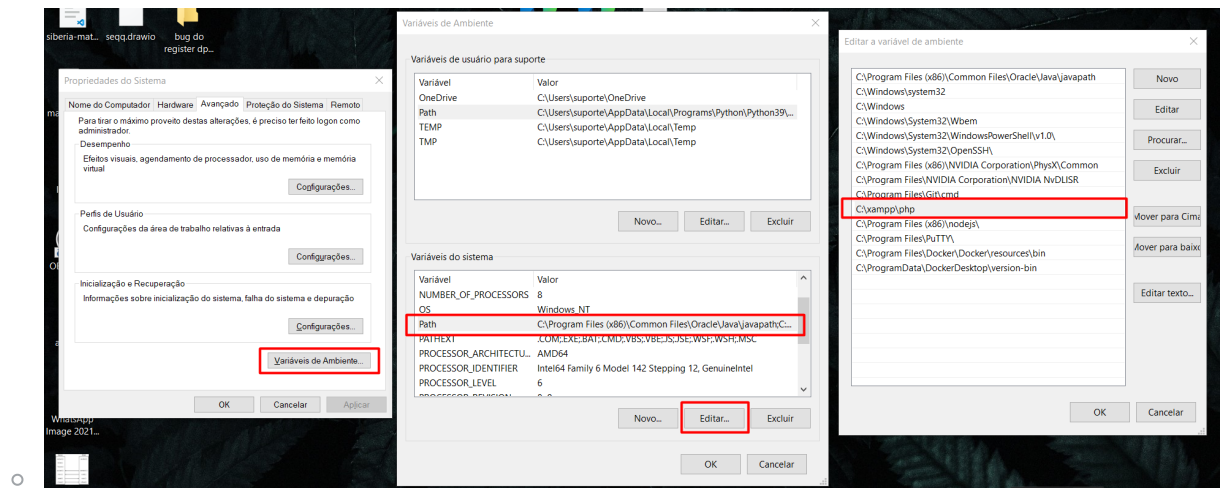 siberia-mat...
seqq.drawio
bug do
register dp...
Propriedades do Sistema
Nome do Computador Hardware Avançado Proteção do Sistema Remoto
Para tirar o máximo proveito destas alterações, é preciso ter feito logon como
administrador.
Desempenho
Efeitos visuais, agendamento de processador, uso de memória e memória
virtual
Configurações...
Perfis de Usuário
Configurações da área de trabalho relativas à entrada
Configurações...
Inicialização e Recuperação
Informações sobre inicialização do sistema, falha do sistema e depuração
Configurações...
Variáveis de Ambiente...
OK Cancelar Aplicar
WhatsApp
Image 2021...
Variáveis de Ambiente
Variáveis de usuário para suporte
Variável Valor
OneDrive C:\Users\suporte\OneDrive
Path C:\Users\suporte\AppData\Local\Programs\Python\Python39\...
TEMP C:\Users\suporte\AppData\Local\Temp
TMP C:\Users\suporte\AppData\Local\Temp
Novo... Editar... Excluir
Variáveis do sistema
Variável Valor
NUMBER_OF_PROCESSORS 8
OS Windows_NT
Path C:\Program Files (x86)\Common Files\Oracle\Java\javapath;C:...
PATHEXT .COM;.EXE;.BAT;.CMD;.VBS;.VBE;.JS;.JSE;.WSF;.WSH;.MSC
PROCESSOR_ARCHITECTU... AMD64
PROCESSOR_IDENTIFIER Intel64 Family 6 Model 142 Stepping 12, GenuineIntel
PROCESSOR_LEVEL 6
Novo... Editar... Excluir
OK Cancelar
Editar a variável de ambiente
C:\Program Files (x86)\Common Files\Oracle\Java\javapath
C:\Windows\system32
C:\Windows
C:\Windows\System32\Wbem
C:\Windows\System32\WindowsPowerShell\v1.0\
C:\Windows\System32\OpenSSH\
C:\Program Files (x86)\NVIDIA Corporation\PhysX\Common
C:\Program Files\NVIDIA Corporation\NVIDIA NvDLISR
C:\Program Files\Git\cmd
C:\xampp\php
C:\Program Files (x86)\nodejs\
C:\Program Files\PuTTY\
C:\Program Files\Docker\Docker\resources\bin
C:\ProgramData\DockerDesktop\version-bin
Novo
Editar
Procurar...
Excluir
Mover para Cima
Mover para baixo
Editar texto...
OK Cancelar